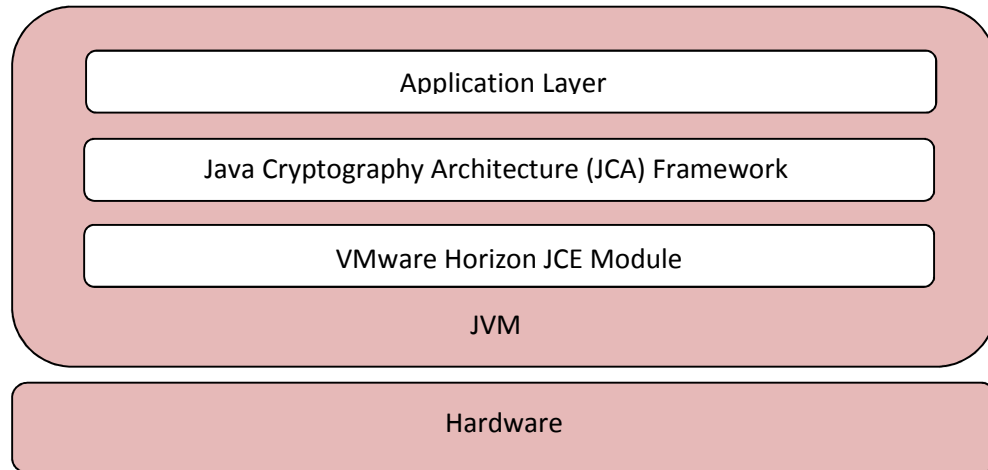 Application Layer
Java Cryptography Architecture (JCA) Framework
VMware Horizon JCE Module
JVM
Hardware